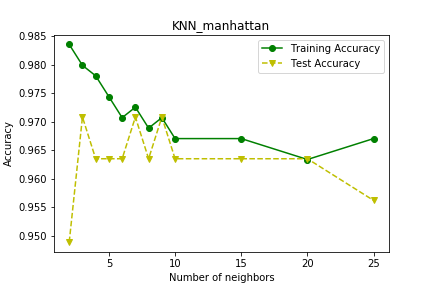 KNN_manhattan
Training Accuracy
Test Accuracy
Accuracy
0.985
0.980
0.975
0.970
0.965
0.960
0.955
0.950
5
10
15
20
25
Number of neighbors